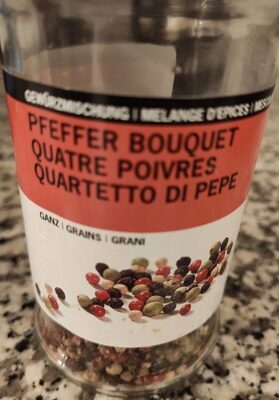 GEWÜRZMISCHUNG | MELANGE D'EPICES |
PFEFFER BOUQUET
QUATRE POIVRES
QUARTETTO DI PEPE
GANZ | GRAINS | GRANI